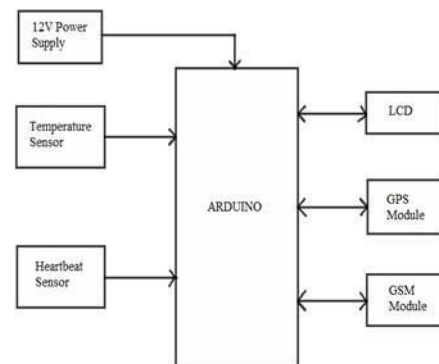 12V Power
Supply
Temperature
Sensor
Heartbeat
Sensor
ARDUINO
LCD
GPS
Module
GSM
Module